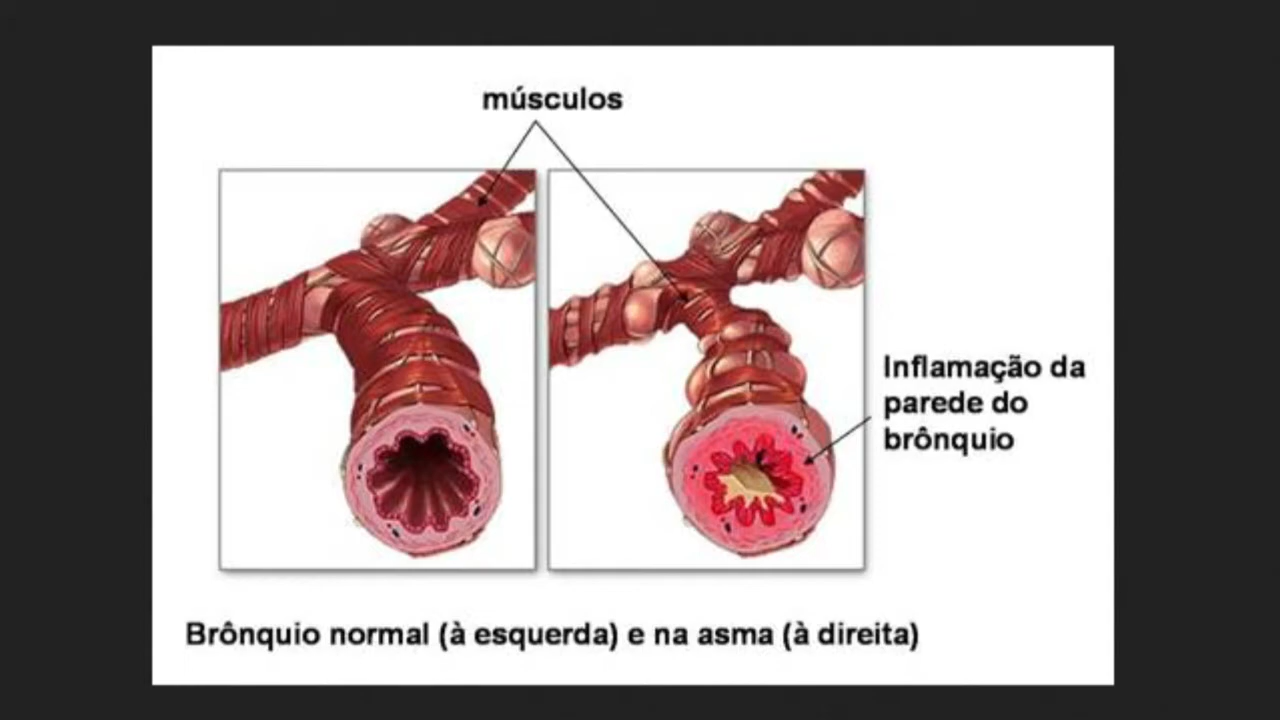 músculos
Inflamação da
parede do
brônquio
Brônquio normal (à esquerda) e na asma (à direita)